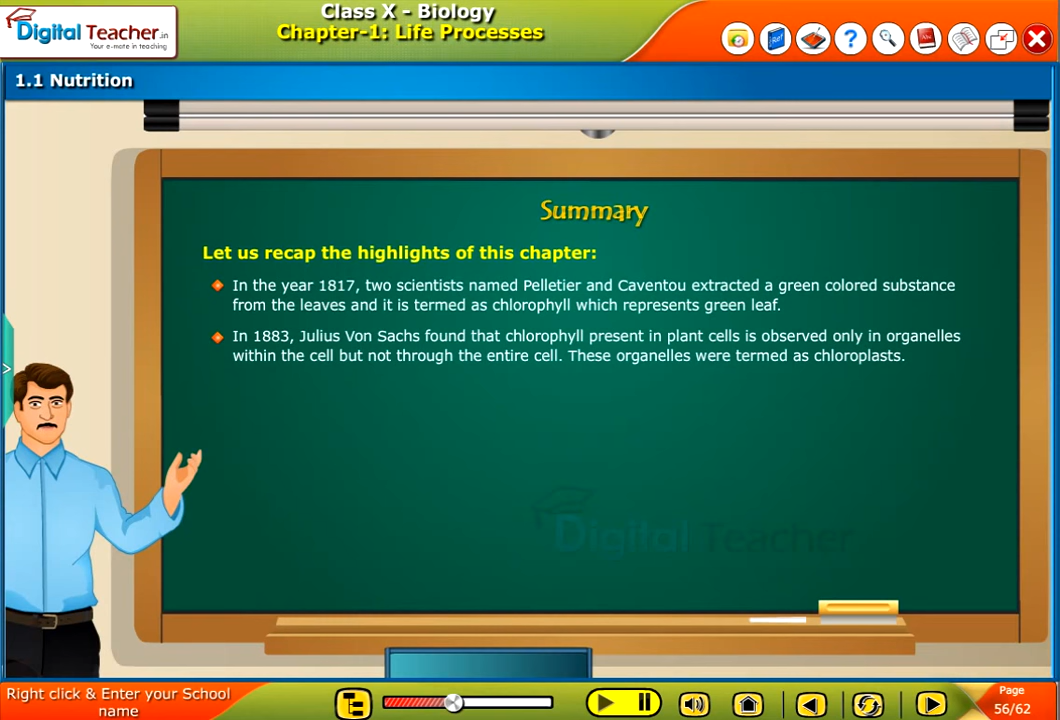 Digital Teacher.in
Your e-mate in teaching
Class X - Biology
Chapter-1: Life Processes
1.1 Nutrition
Summary
Let us recap the highlights of this chapter:
In the year 1817, two scientists named Pelletier and Caventou extracted a green colored substance
from the leaves and it is termed as chlorophyll which represents green leaf.
In 1883, Julius Von Sachs found that chlorophyll present in plant cells is observed only in organelles
within the cell but not through the entire cell. These organelles were termed as chloroplasts.
Digital Teacher
Right click & Enter your School
name
Page
56/62